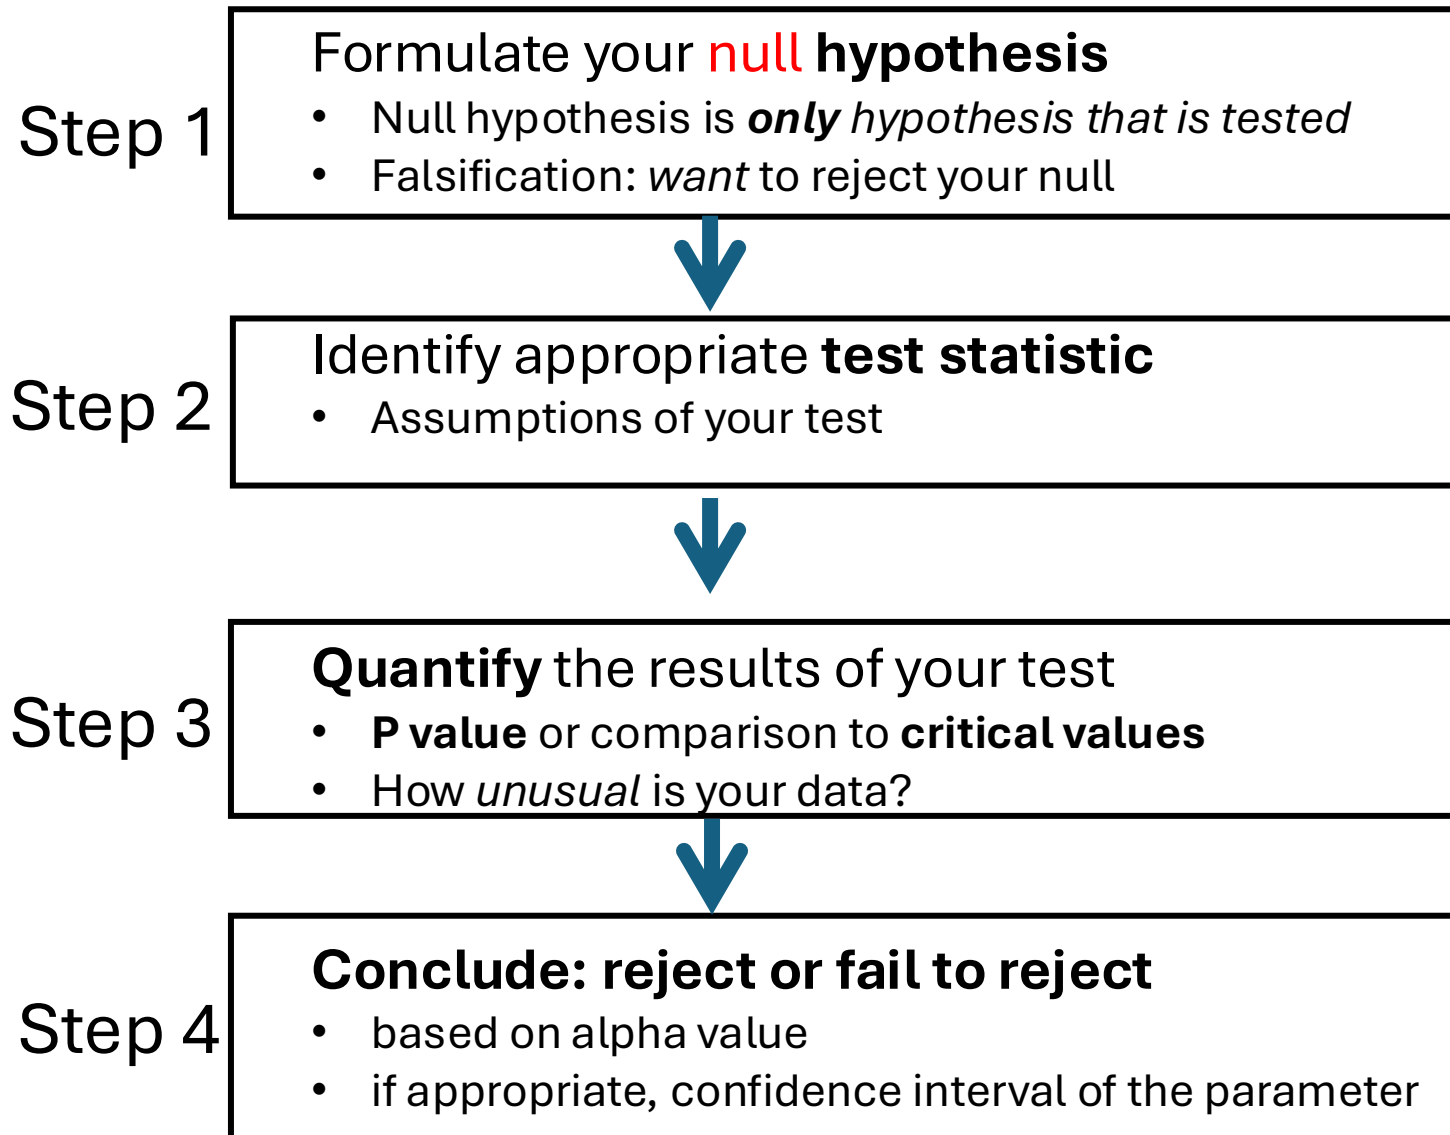 Step 1
Formulate your null hypothesis
• Null hypothesis is only hypothesis that is tested
• Falsification: want to reject your null
Step 2
Identify appropriate test statistic
• Assumptions of your test
Step 3
Quantify the results of your test
• P value or comparison to critical values
• How unusual is your data?
Step 4
Conclude: reject or fail to reject
• based on alpha value
• if appropriate, confidence interval of the parameter